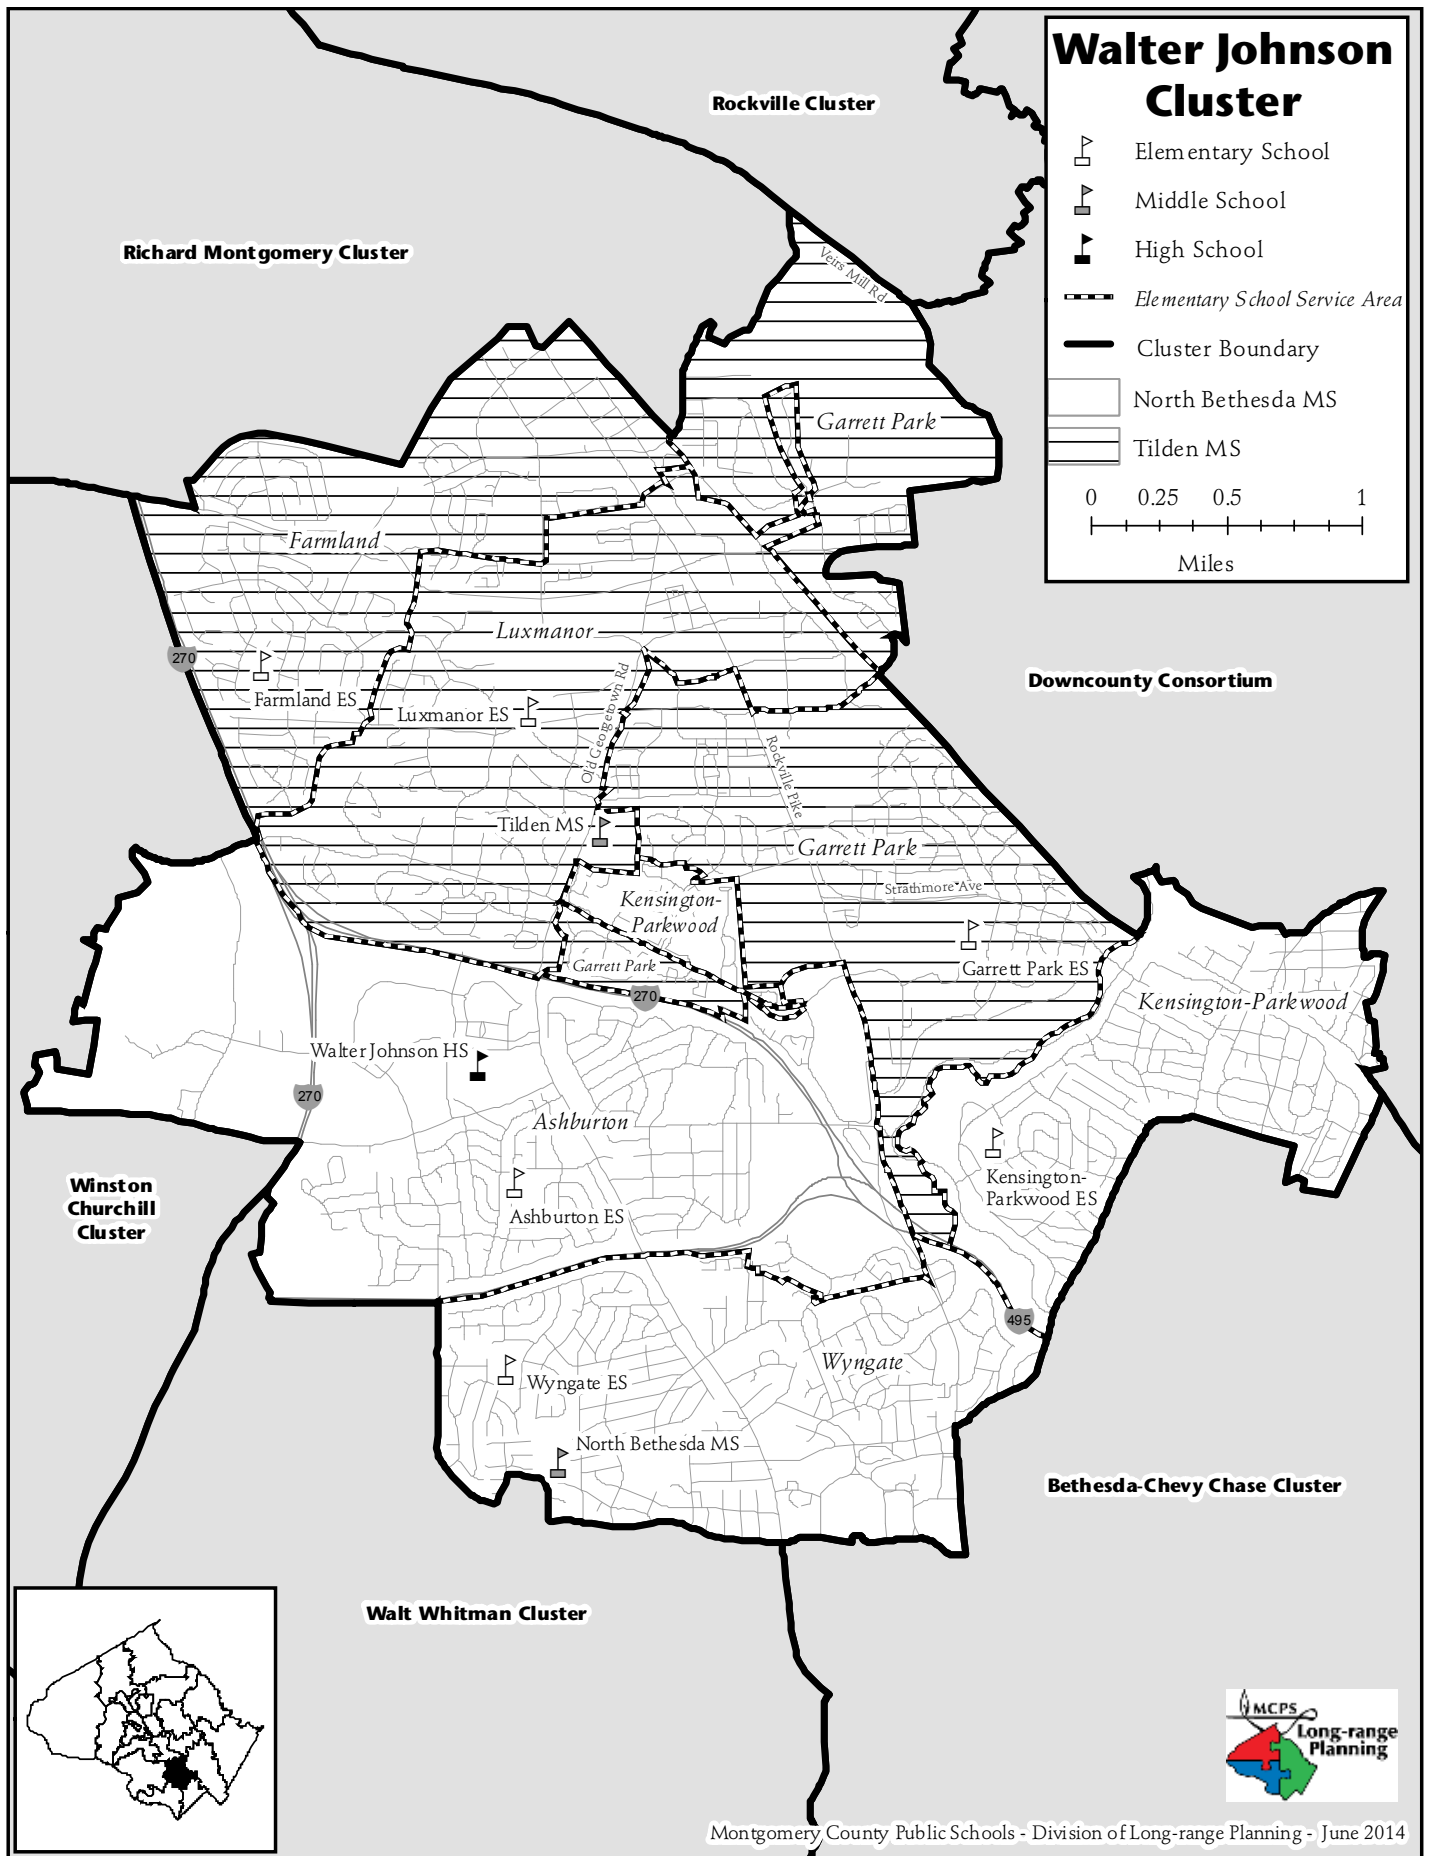 Walter Johnson
Cluster
Elementary School
Middle School
High School
Elementary School Service Area
Cluster Boundary
North Bethesda MS
Tilden MS
0 0.25 0.5 1
Miles
Rockville Cluster
Richard Montgomery Cluster
Veirs Mill Rd
Garrett Park
Farmland
Luxmanor
270
Farmland ES
Luxmanor ES
Old Georgetown Rd
Rockville Pike
Downcounty Consortium
Tilden MS
Garrett Park
Strathmore Ave
Kensington-
Parkwood
Garrett Park
270
Garrett Park ES
Kensington-Parkwood
Walter Johnson HS
270
Ashburton
Kensington-
Parkwood ES
Ashburton ES
Winston
Churchill
Cluster
495
Wyngate
Wyngate ES
North Bethesda MS
Bethesda-Chevy Chase Cluster
Walt Whitman Cluster
MCPS
Long-range
Planning
Montgomery County Public Schools - Division of Long-range Planning - June 2014